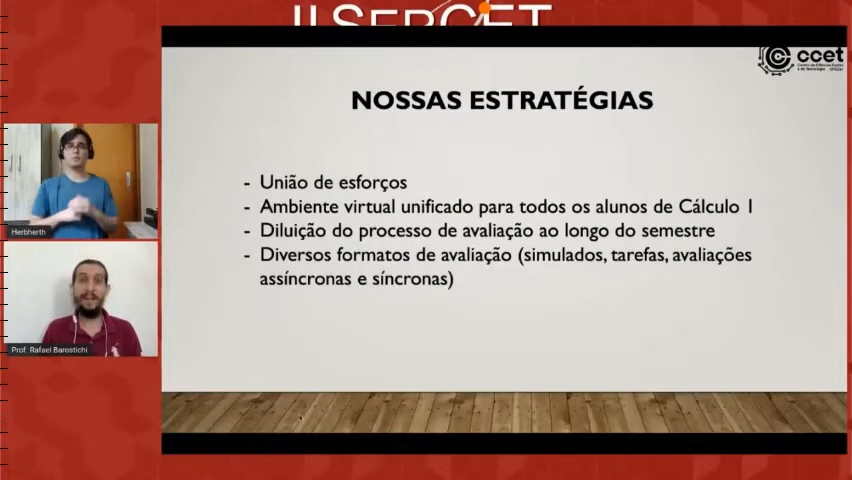 II SERCET
ccet
NOSSAS ESTRATÉGIAS
- União de esforços
- Ambiente virtual unificado para todos os alunos de Cálculo 1
- Diluição do processo de avaliação ao longo do semestre
- Diversos formatos de avaliação (simulados, tarefas, avaliações
assíncronas e síncronas)
Herbherth
Prof. Rafael Barostichi